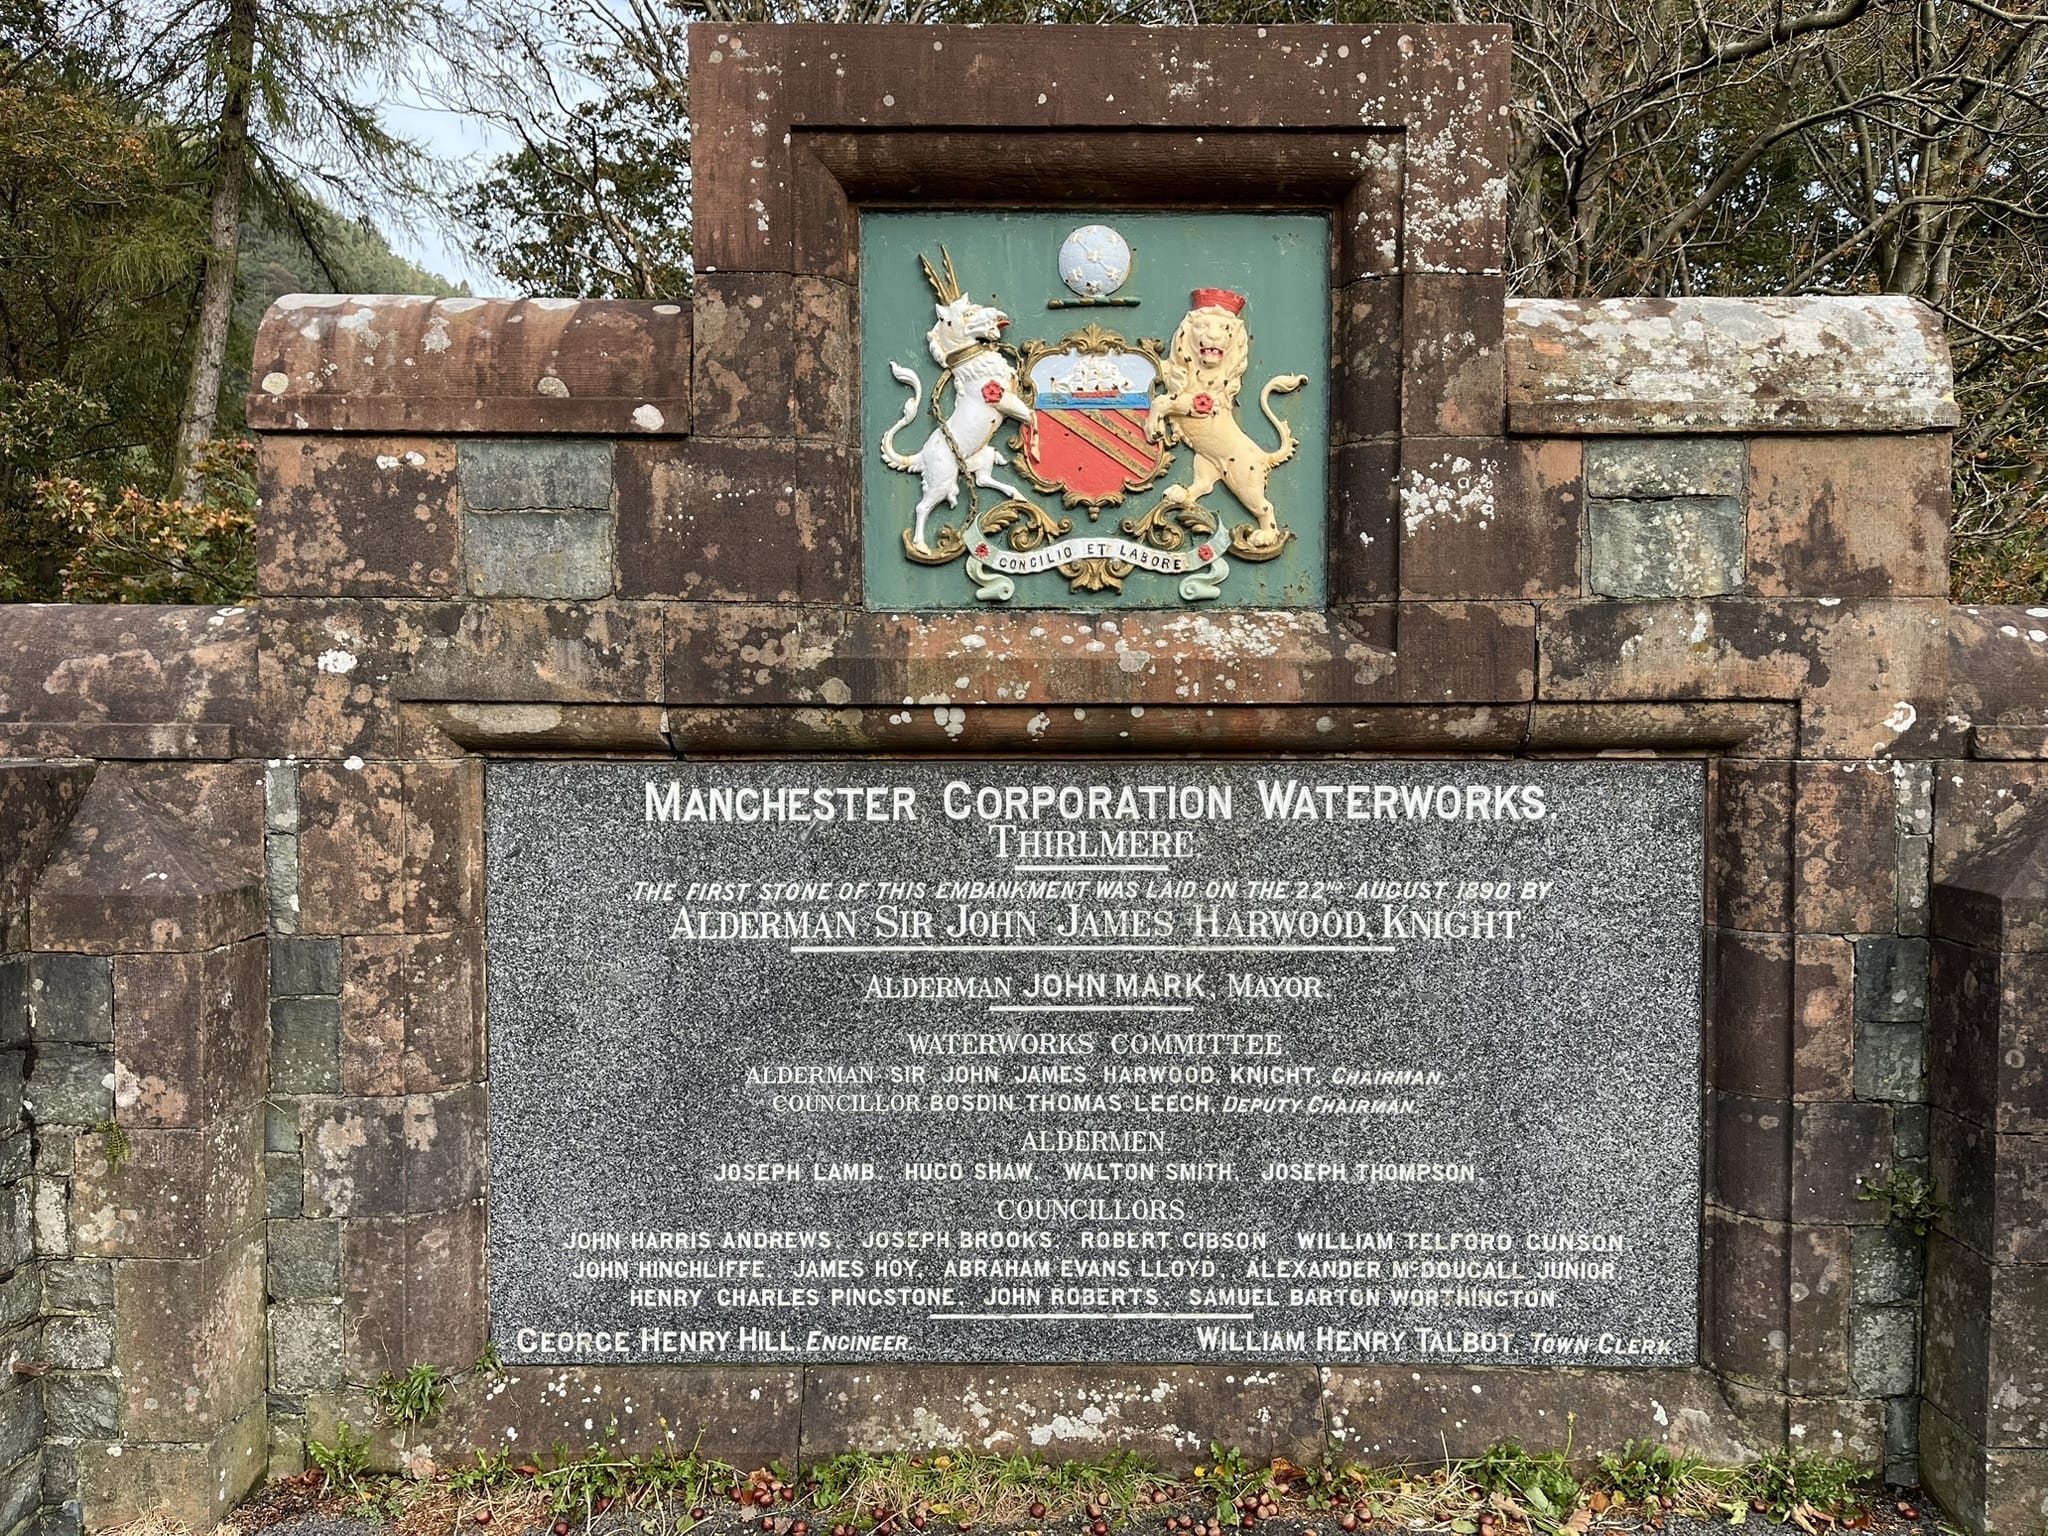 CONCILIO ET LABORE
MANCHESTER CORPORATION WATERWORKS.
THIRLMERE
THE FIRST STONE OF THIS EMBANKMENT WAS LAID ON THE 22ND AUGUST 1890 BY
ALDERMAN SIR JOHN JAMES HARWOOD, KNIGHT
ALDERMAN JOHN MARK, MAYOR
WATERWORKS COMMITTEE
ALDERMAN SIR JOHN JAMES HARWOOD, KNIGHT, CHAIRMAN.
COUNCILLOR BOSDIN THOMAS LEECH, DEPUTY CHAIRMAN.
ALDERMEN
JOSEPH LAMB, HUGO SHAW, WALTON SMITH, JOSEPH THOMPSON,
COUNCILLORS
JOHN HARRIS ANDREWS, JOSEPH BROOKS, ROBERT GIBSON, WILLIAM TELFORD GUNSON
JOHN HINCHLIFFE, JAMES HOY, ABRAHAM EVANS LLOYD, ALEXANDER McDOUGALL JUNIOR,
HENRY CHARLES PINGSTONE, JOHN ROBERTS, SAMUEL BARTON WORTHINGTON.
GEORGE HENRY HILL, ENGINEER. WILLIAM HENRY TALBOT, TOWN CLERK